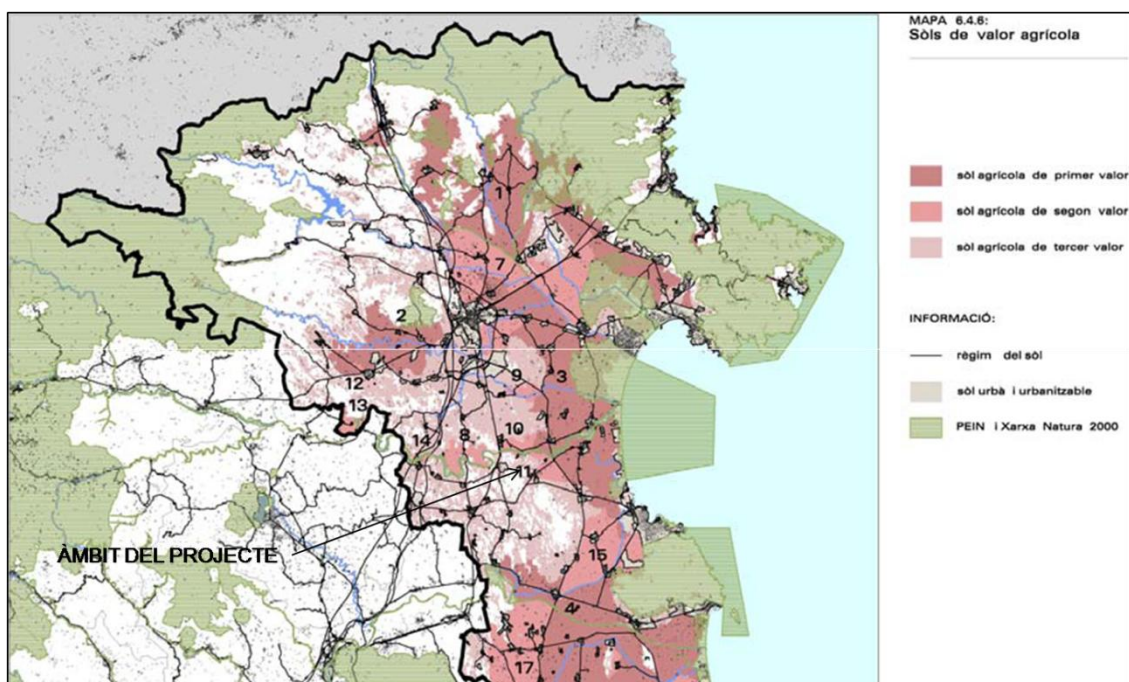 MAPA 6.4.6:
Sòls de valor agrícola
sòl agrícola de primer valor
sòl agrícola de segon valor
sòl agrícola de tercer valor
INFORMACIÓ:
règim del sòl
sòl urbà i urbanitzable
PEIN i Xarxa Natura 2000
1
7
2
9
3
12
13
14
8
10
11
ÀMBIT DEL PROJECTE
15
4
17